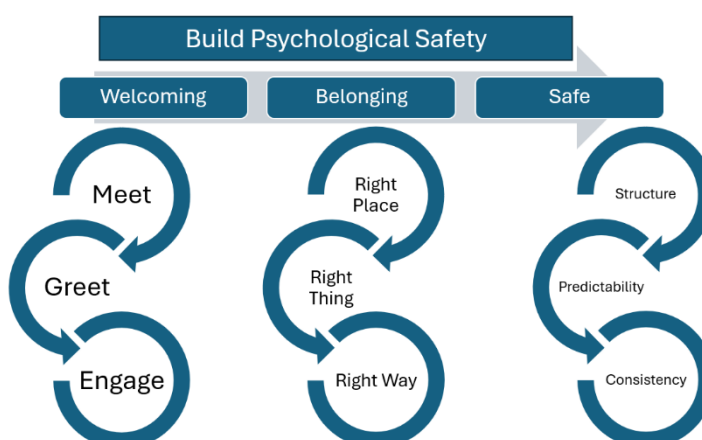 Build Psychological Safety
Welcoming
Belonging
Safe
Meet
Greet
Engage
Right
Place
Right
Thing
Right Way
Structure
Predictability
Consistency